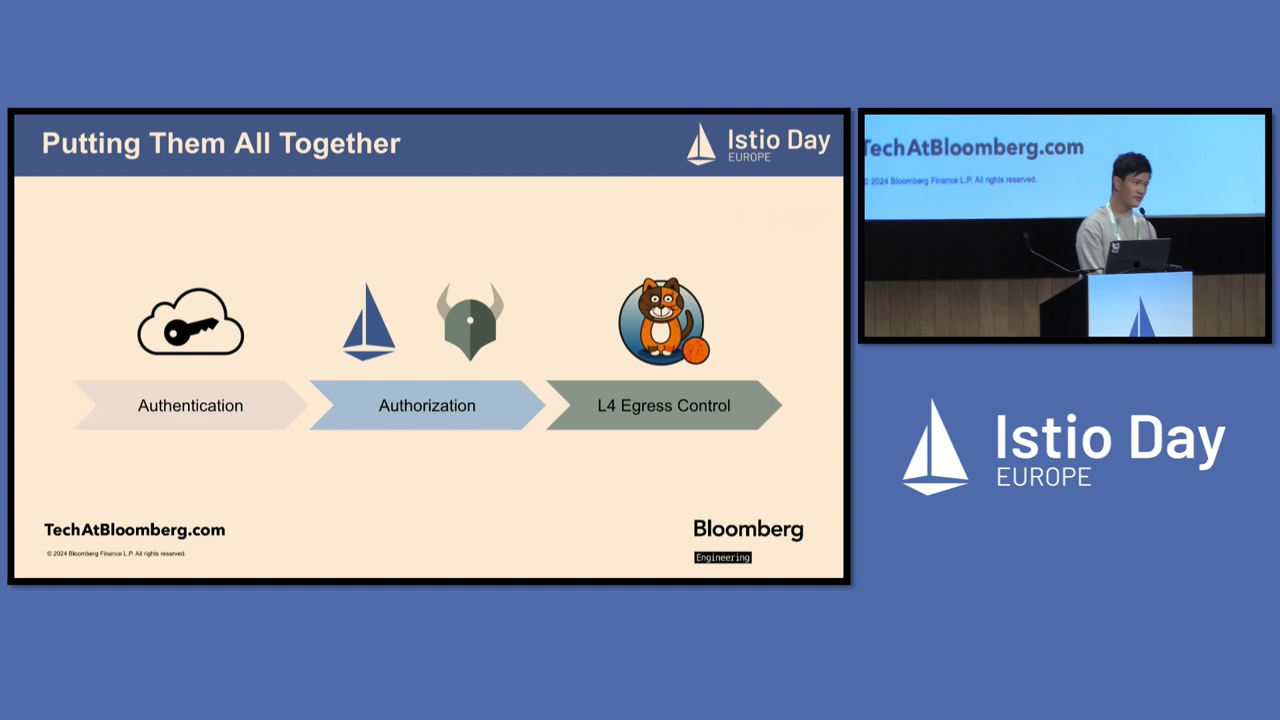 Putting Them All Together
Istio Day
EUROPE
Authentication
Authorization
L4 Egress Control
TechAtBloomberg.com
© 2024 Bloomberg Finance L.P. All rights reserved.
Bloomberg
Engineering
TechAtBloomberg.com
© 2024 Bloomberg Finance L.P. All rights reserved.
Istio Day
EUROPE